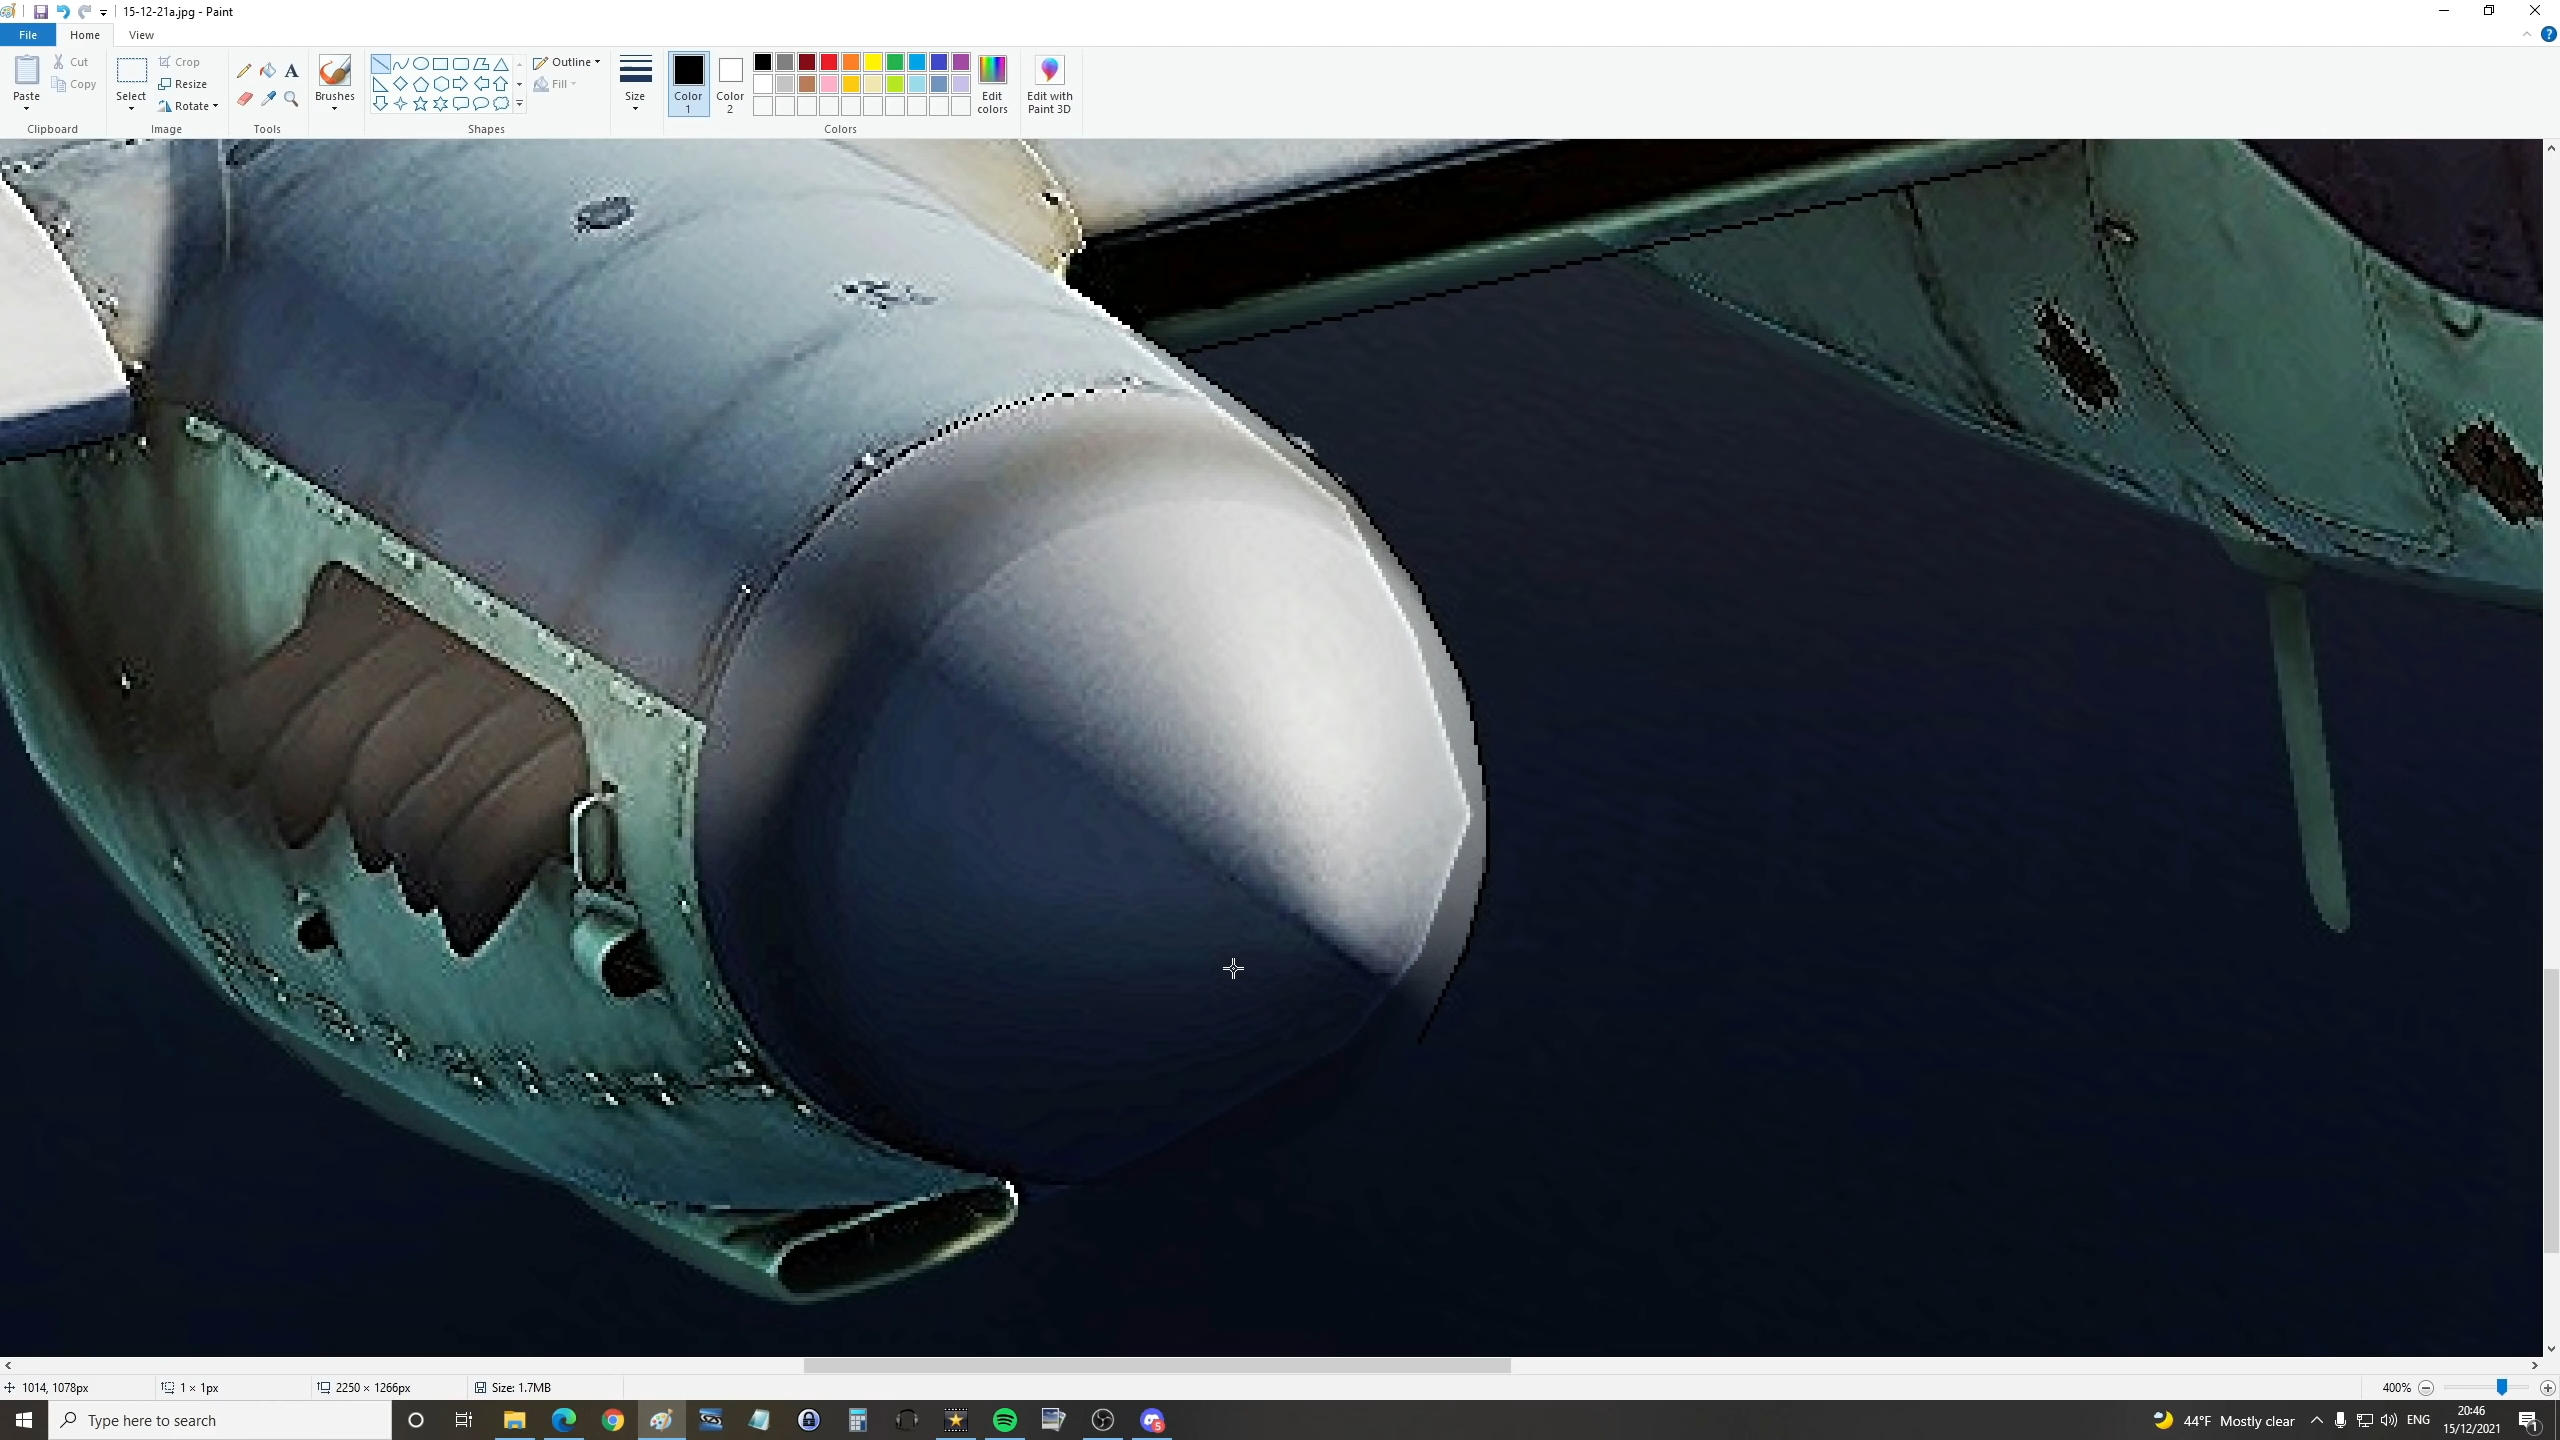 15-12-21a.jpg - Paint
File Home View
Paste Cut Copy Clipboard
Select Crop Resize Rotate Image
Tools
Brushes
Shapes
Outline Fill
Size
Color 1 Color 2 Edit colors Colors
Edit with Paint 3D
1014, 1078px 1 × 1px 2250 × 1266px Size: 1.7MB 400%
Type here to search 5 44°F Mostly clear ENG 20:46 15/12/2021 1